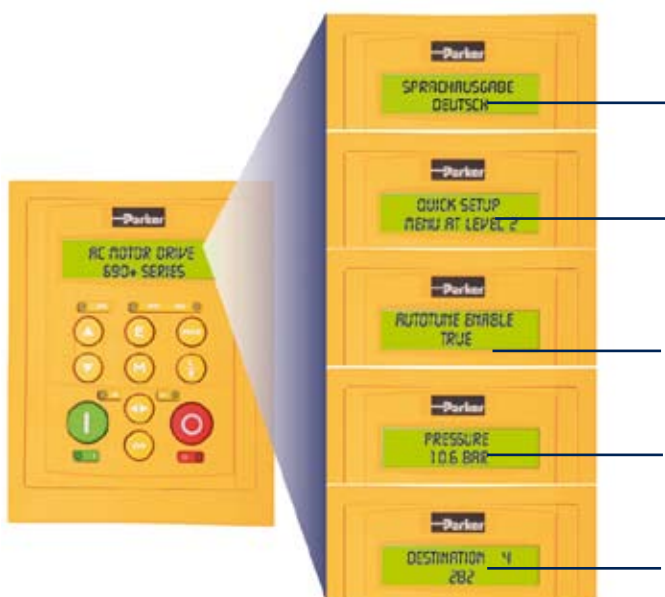 Parker
AC MOTOR DRIVE
690+ SERIES
E
M
Parker
SPRACHAUSGABE
DEUTSCH
Parker
QUICK SETUP
MENU AT LEVEL 2
Parker
AUTOTUNE ENABLE
TRUE
Parker
PRESSURE
10.6 BAR
Parker
DESTINATION 4
282